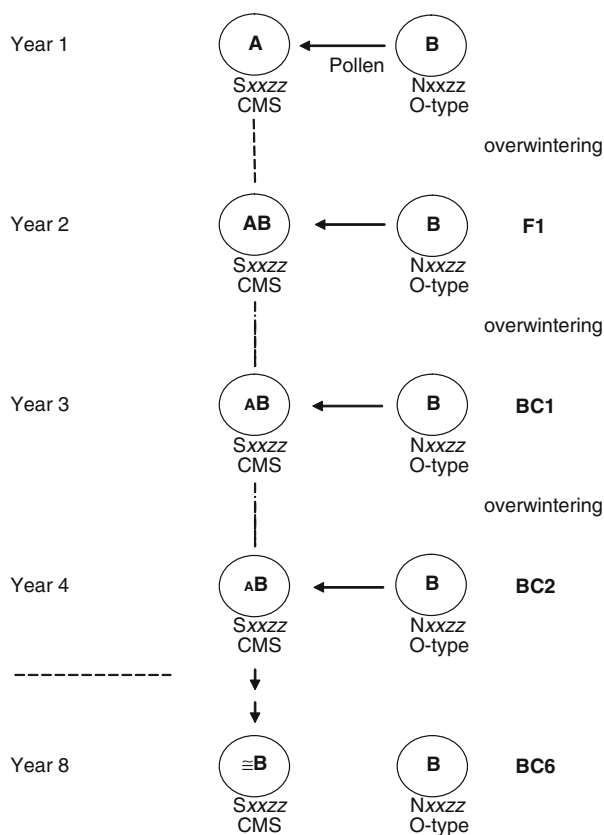 Year 1 A B
Pollen
Sxxzz Nxxzz
CMS O-type
overwintering
Year 2 AB B F1
Sxxzz Nxxzz
CMS O-type
overwintering
Year 3 AB B BC1
Sxxzz Nxxzz
CMS O-type
overwintering
Year 4 AB B BC2
Sxxzz Nxxzz
CMS O-type
Year 8 ≅B B BC6
Sxxzz Nxxzz
CMS O-type